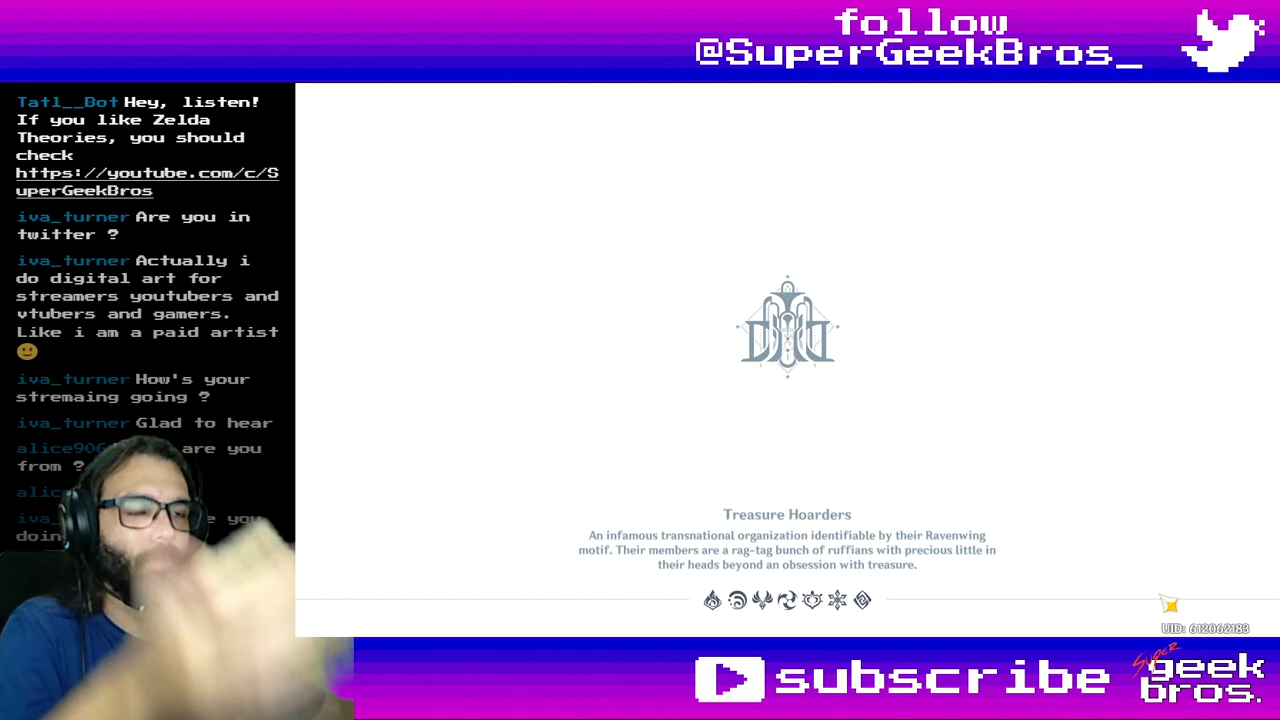 follow
@SuperGeekBros_
Tatl__Bot Hey, listen!
If you like Zelda
Theories, you should
check
https://youtube.com/c/S
uperGeekBros
iva_turner Are you in
twitter ?
iva_turner Actually i
do digital art for
streamers youtubers and
vtubers and gamers.
Like i am a paid artist
iva_turner How's your
stremaing going ?
iva_turner Glad to hear
alice906 are you
from ?
Treasure Hoarders
An infamous transnational organization identifiable by their Ravenwing
motif. Their members are a rag-tag bunch of ruffians with precious little in
their heads beyond an obsession with treasure.
UID: 612062183
subscribe
SUPER
geek
bros.